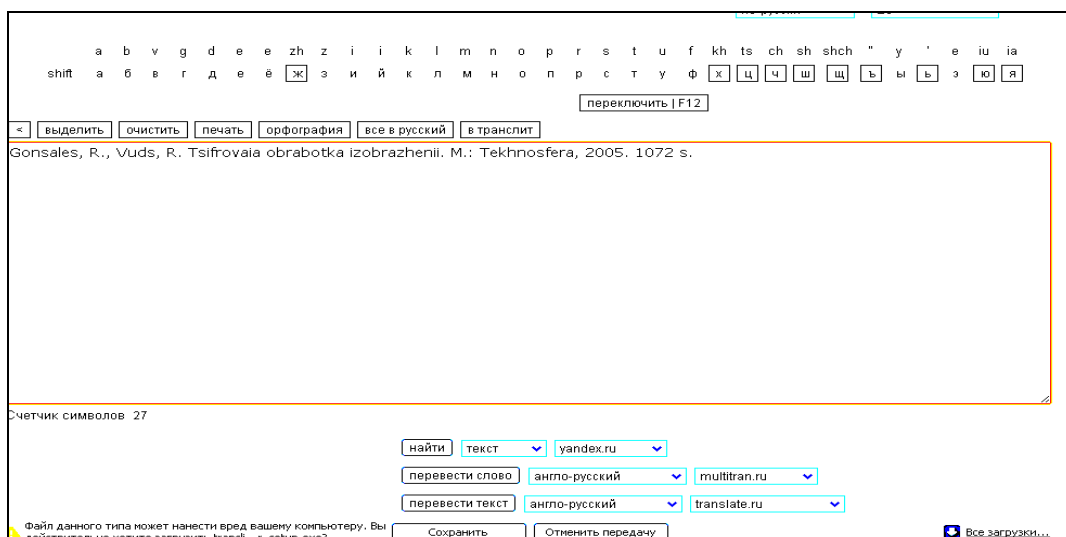 a b v g d e e zh z i i k l m n o p r s t u f kh ts ch sh shch " y ' e iu ia
shift а б в г д е ё ж з и й к л м н о п р с т у ф х ц ч ш щ ъ ы ь э ю я
переключить | F12
< выделить очистить печать орфография все в русский в транслит
Gonsales, R., Vuds, R. Tsifrovaia obrabotka izobrazhenii. M.: Tekhnosfera, 2005. 1072 s.
Счетчик символов 27
найти текст yandex.ru
перевести слово англо-русский multitran.ru
перевести текст англо-русский translate.ru
Файл данного типа может нанести вред вашему компьютеру. Вы Сохранить Отменить передачу Все загрузки...